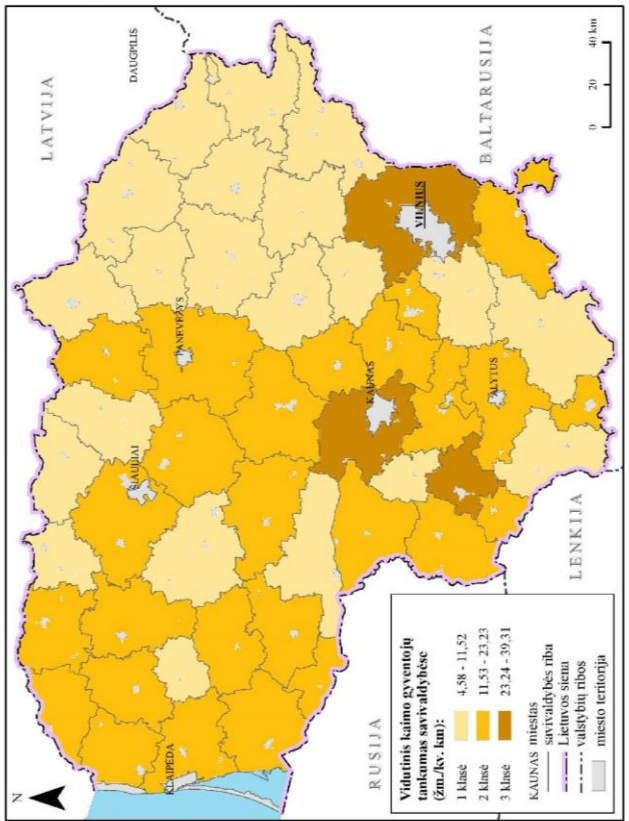 N
LATVIJA
DAUGPILIS
ŠIAULIAI
PANEVĖŽYS
KLAIPĖDA
KAUNAS
VILNIUS
ALYTUS
RUSIJA
LENKIJA
BALTARUSIJA
Vidutinis kaimo gyventojų
tankumas savivaldybėse
(žm./kv. km):
1 klasė 4,58 - 11,52
2 klasė 11,53 - 23,23
3 klasė 23,24 - 39,31
KAUNAS miestas
savivaldybės riba
Lietuvos siena
valstybių ribos
miesto teritorija
0 20 40 km